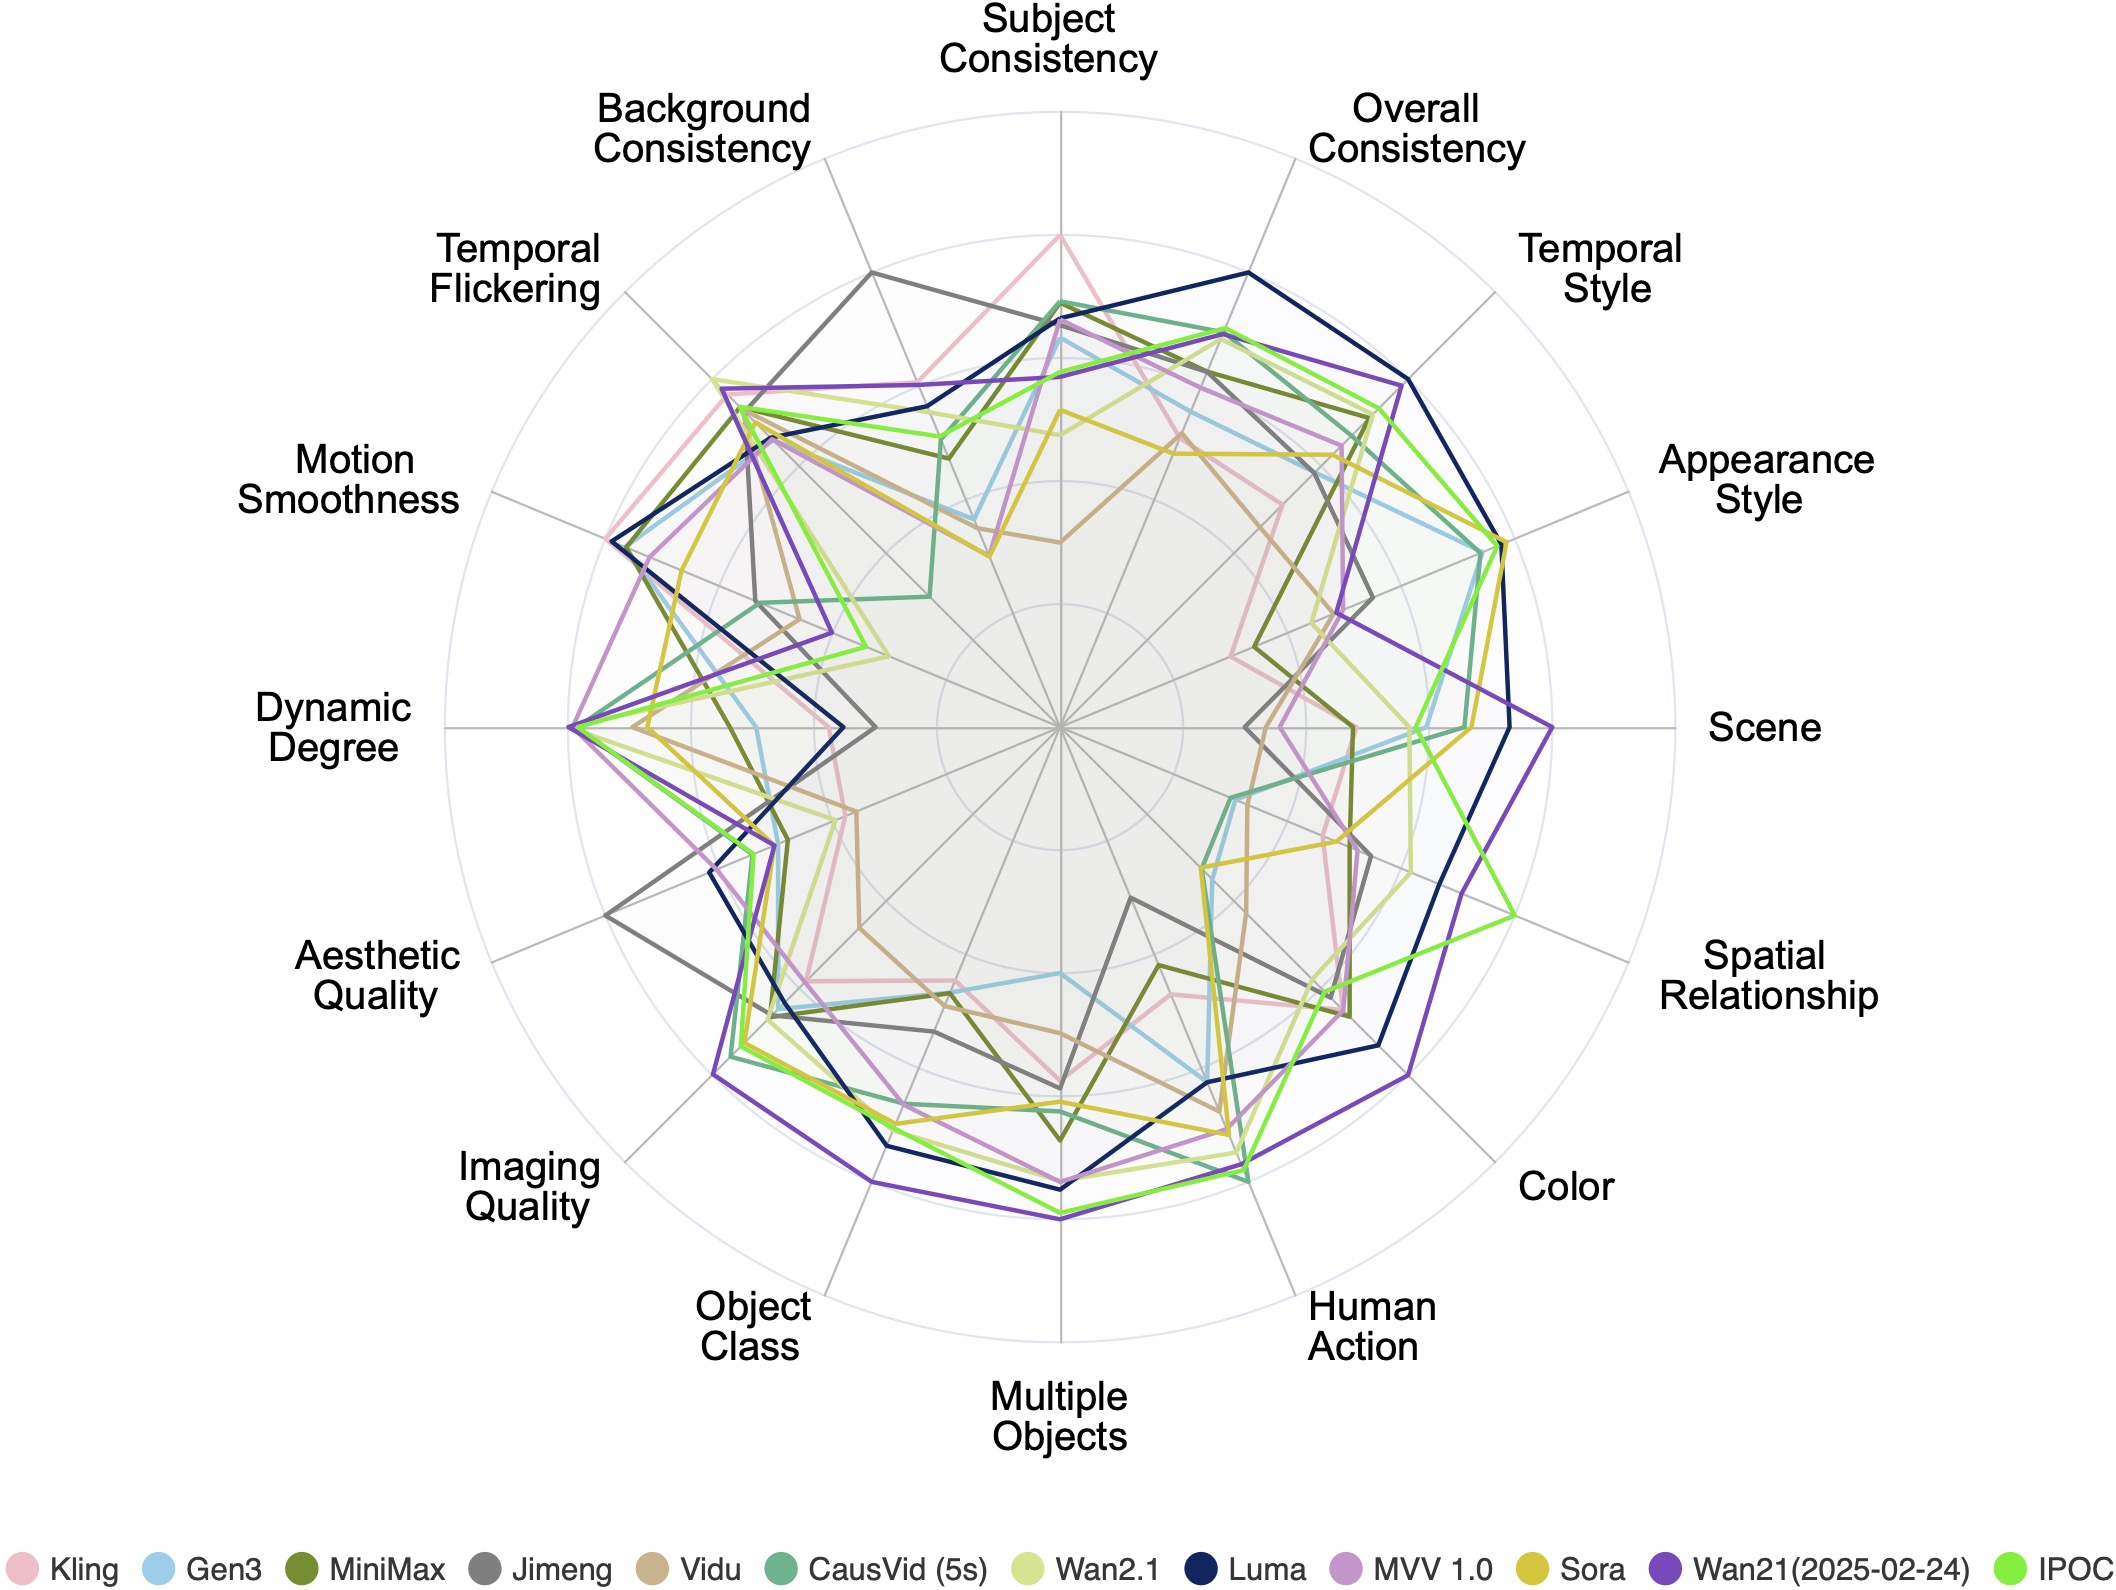 Subject
Consistency
Background
Consistency
Overall
Consistency
Temporal
Flickering
Temporal
Style
Motion
Smoothness
Appearance
Style
Dynamic
Degree
Scene
Aesthetic
Quality
Spatial
Relationship
Imaging
Quality
Color
Object
Class
Human
Action
Multiple
Objects
Kling
Gen3
MiniMax
Jimeng
Vidu
CausVid (5s)
Wan2.1
Luma
MVV 1.0
Sora
Wan21(2025-02-24)
IPOC